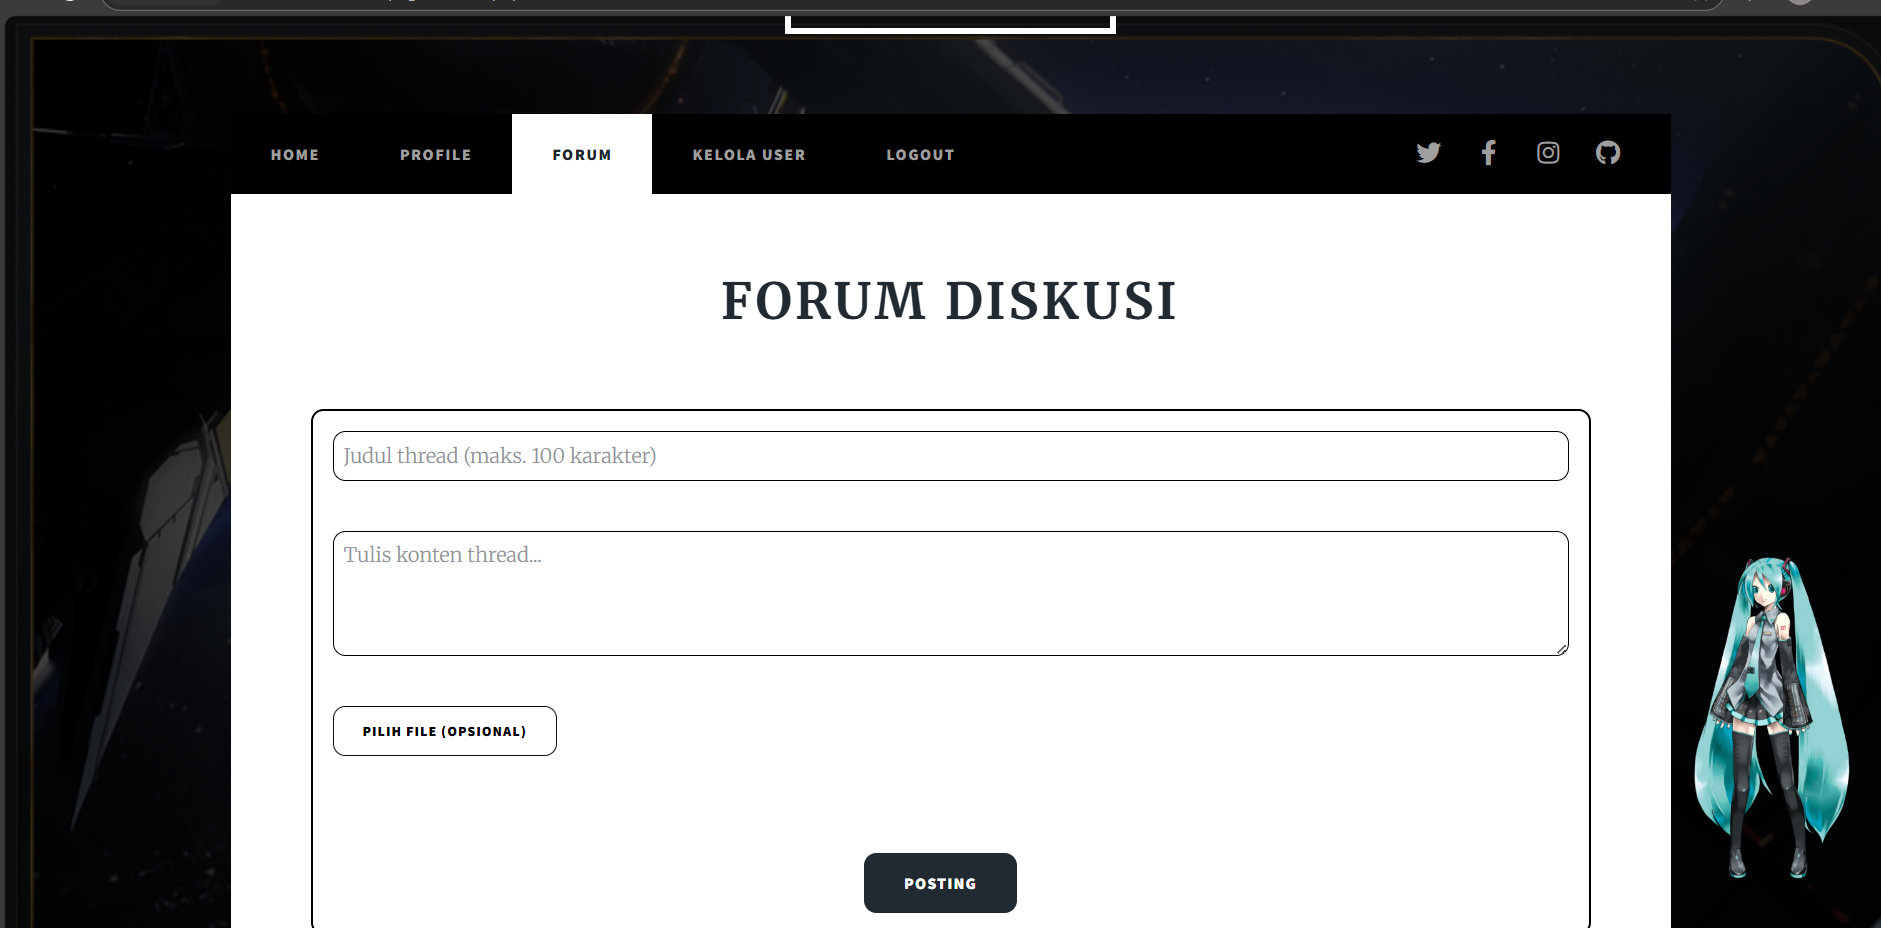 HOME PROFILE FORUM KELOLA USER LOGOUT
FORUM DISKUSI
Judul thread (maks. 100 karakter)
Tulis konten thread...
PILIH FILE (OPSIONAL)
POSTING